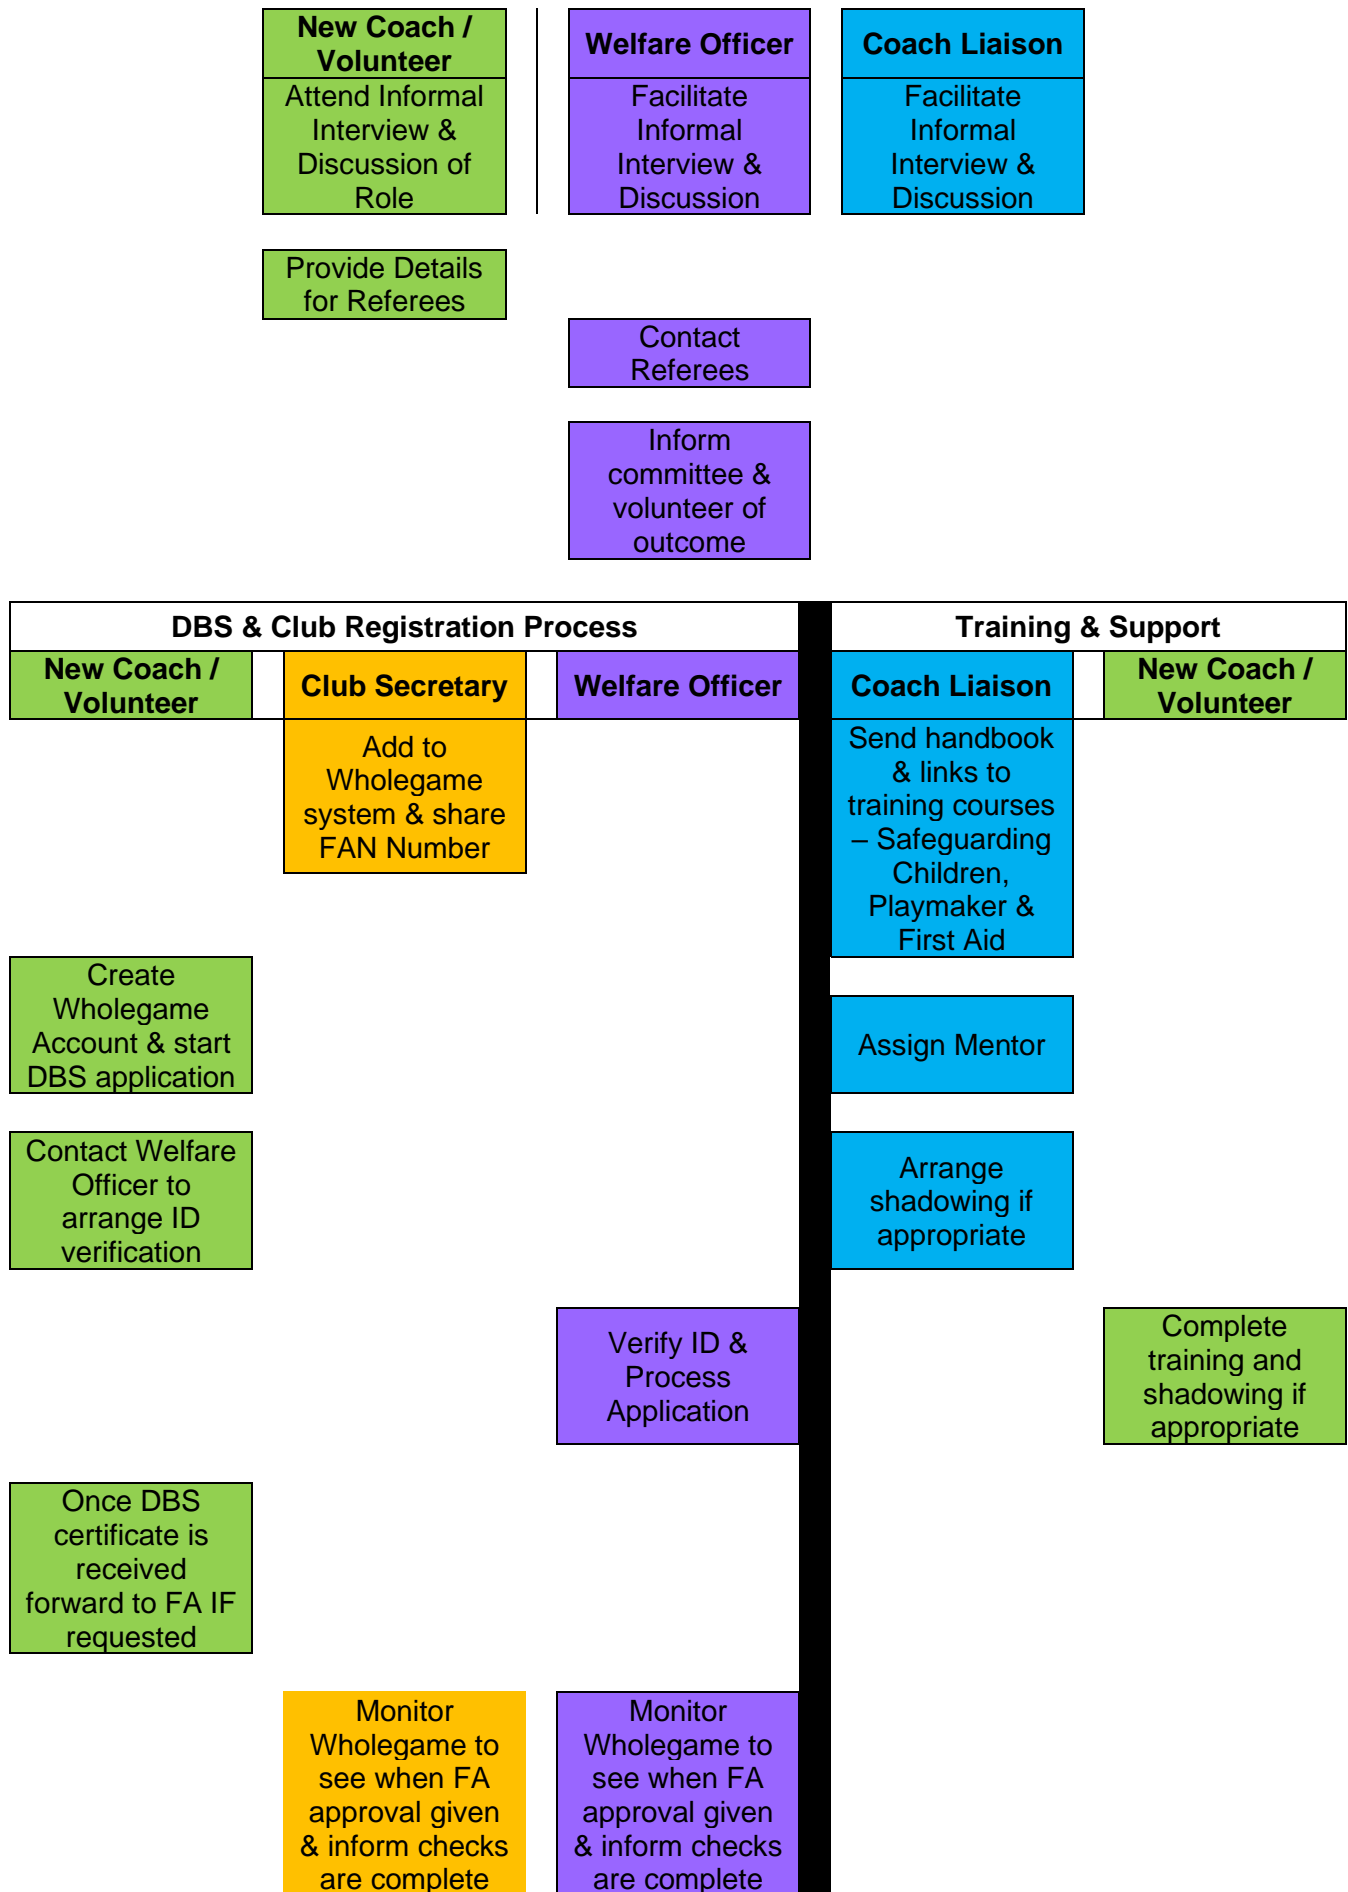 New Coach /
Volunteer
Attend Informal
Interview &
Discussion of
Role
Welfare Officer
Facilitate
Informal
Interview &
Discussion
Coach Liaison
Facilitate
Informal
Interview &
Discussion
Provide Details
for Referees
Contact
Referees
Inform
committee &
volunteer of
outcome
DBS & Club Registration Process
Training & Support
New Coach /
Volunteer
Club Secretary
Welfare Officer
Coach Liaison
New Coach /
Volunteer
Add to
Wholegame
system & share
FAN Number
Send handbook
& links to
training courses
– Safeguarding
Children,
Playmaker &
First Aid
Create
Wholegame
Account & start
DBS application
Assign Mentor
Contact Welfare
Officer to
arrange ID
verification
Arrange
shadowing if
appropriate
Verify ID &
Process
Application
Complete
training and
shadowing if
appropriate
Once DBS
certificate is
received
forward to FA IF
requested
Monitor
Wholegame to
see when FA
approval given
& inform checks
are complete
Monitor
Wholegame to
see when FA
approval given
& inform checks
are complete